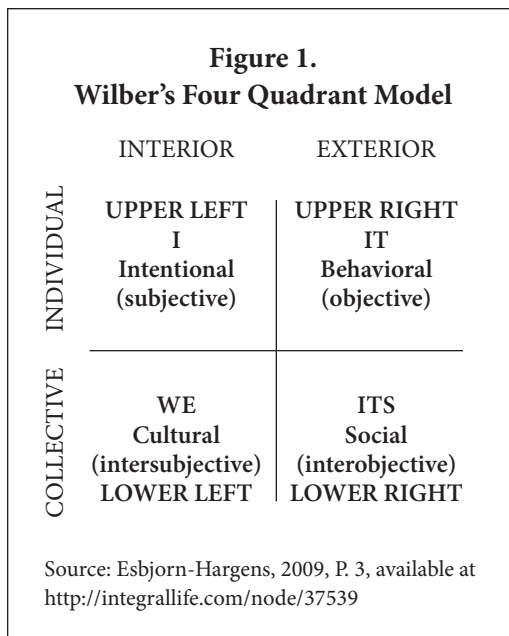 Figure 1.
Wilber's Four Quadrant Model
INTERIOR EXTERIOR
INDIVIDUAL
UPPER LEFT UPPER RIGHT
I IT
Intentional Behavioral
(subjective) (objective)
COLLECTIVE
WE ITS
Cultural Social
(intersubjective) (interobjective)
LOWER LEFT LOWER RIGHT
Source: Esbjorn-Hargens, 2009, P. 3, available at
http://integrallife.com/node/37539